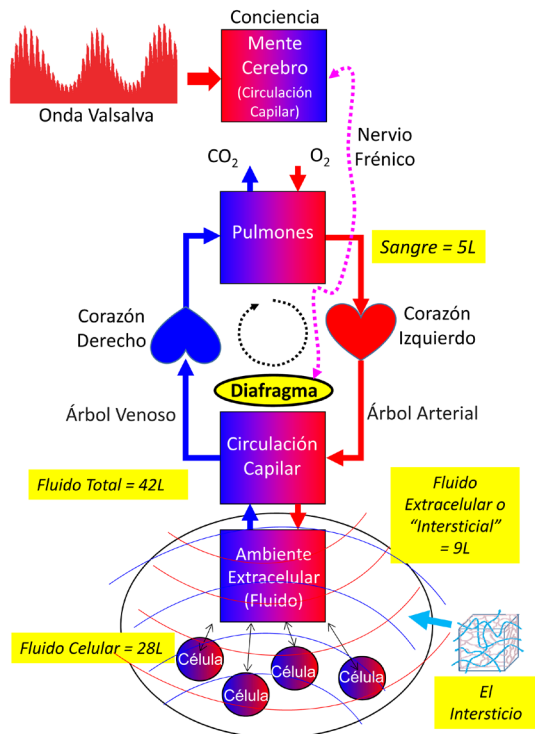 Conciencia
Mente
Cerebro
(Circulación
Capilar)
Onda Valsalva
Nervio
Frénico
CO2
O2
Pulmones
Sangre = 5L
Corazón
Derecho
Corazón
Izquierdo
Diafragma
Árbol Venoso
Árbol Arterial
Circulación
Capilar
Fluido Total = 42L
Fluido
Extracelular o
“Intersticial”
= 9L
Ambiente
Extracelular
(Fluido)
Fluido Celular = 28L
Célula
Célula
Célula
Célula
El
Intersticio